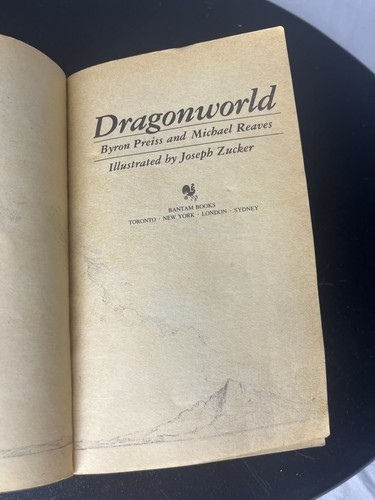 Dragonworld
Byron Preiss and Michael Reaves
Illustrated by Joseph Zucker
BANTAM BOOKS
TORONTO · NEW YORK · LONDON · SYDNEY